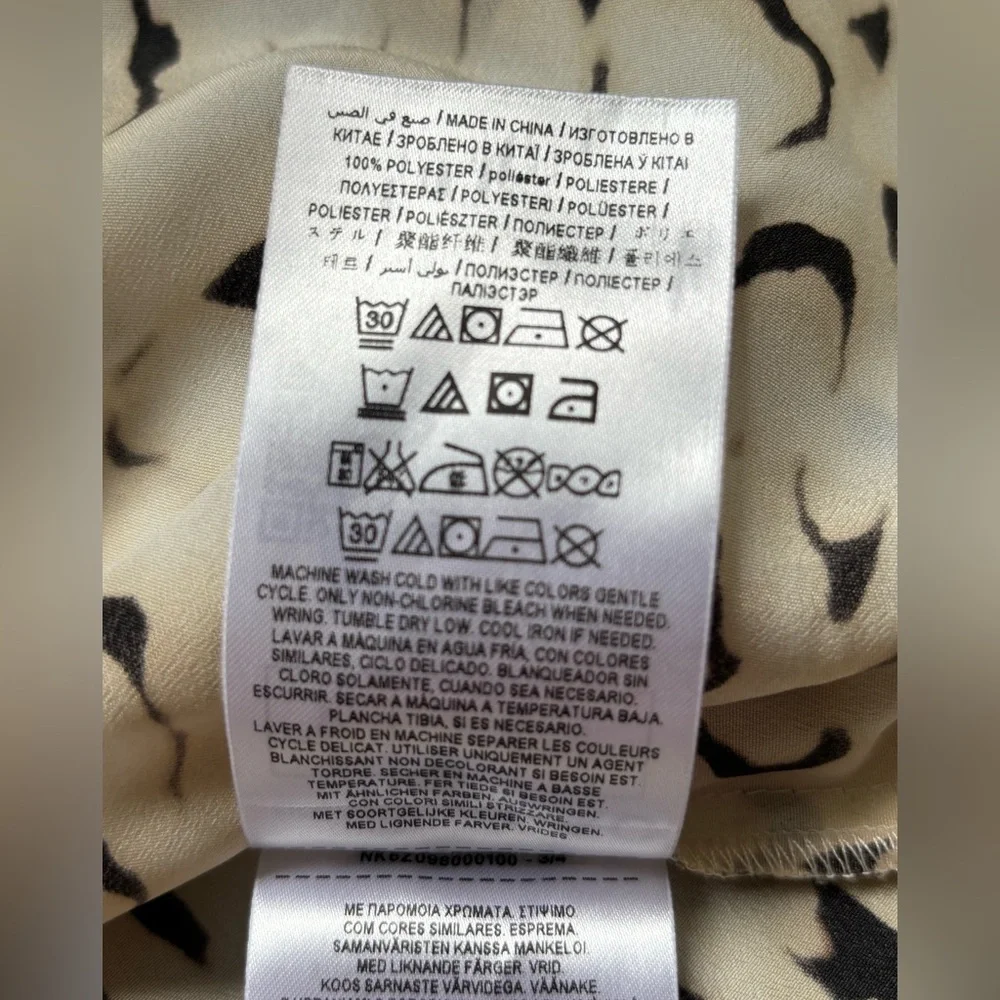 صنع في الصين / MADE IN CHINA / ИЗГОТОВЛЕНО В
КИТАЕ / ЗРОБЛЕНО В КИТАЇ / ЗРОБЛЕНА Ў КІТАІ
100% POLYESTER / poliéster / POLIESTERE /
ΠΟΛΥΕΣΤΕΡΑΣ / POLYESTERI / POLÜESTER /
POLIESTER / POLIÉSZTER / ПОЛИЕСТЕР / ポリエ
ステル / 聚酯纤维 / 聚酯纖維 / 폴리에스
테르 / بولي أستر / ПОЛИЭСТЕР / ПОЛІЕСТЕР /
ПАЛІЭСТЭР
30
30
MACHINE WASH COLD WITH LIKE COLORS GENTLE
CYCLE. ONLY NON-CHLORINE BLEACH WHEN NEEDED.
WRING. TUMBLE DRY LOW. COOL IRON IF NEEDED.
LAVAR A MÁQUINA EN AGUA FRÍA, CON COLORES
SIMILARES, CICLO DELICADO. BLANQUEADOR SIN
CLORO SOLAMENTE, CUANDO SEA NECESARIO.
ESCURRIR. SECAR A MÁQUINA A TEMPERATURA BAJA.
PLANCHA TIBIA, SI ES NECESARIO.
LAVER A FROID EN MACHINE SEPARER LES COULEURS
CYCLE DELICAT. UTILISER UNIQUEMENT UN AGENT
BLANCHISSANT NON DECOLORANT SI BESOIN EST.
TORDRE. SECHER EN MACHINE A BASSE
TEMPERATURE. FER TIEDE SI BESOIN EST.
MIT ÄHNLICHEN FARBEN. AUSWRINGEN.
CON COLORI SIMILI STRIZZARE.
MET SOORTGELIJKE KLEUREN. WRINGEN.
MED LIGNENDE FARVER. VRIDES
NK6Z098000100 - 3/4
ΜΕ ΠΑΡΟΜΟΙΑ ΧΡΩΜΑΤΑ. ΣΤΙΨΙΜΟ.
COM CORES SIMILARES. ESPREMA.
SAMANVÄRISTEN KANSSA MANKELOI.
MED LIKNANDE FÄRGER. VRID.
KOOS SARNASTE VÄRVIDEGA. VÄÄNAKE.